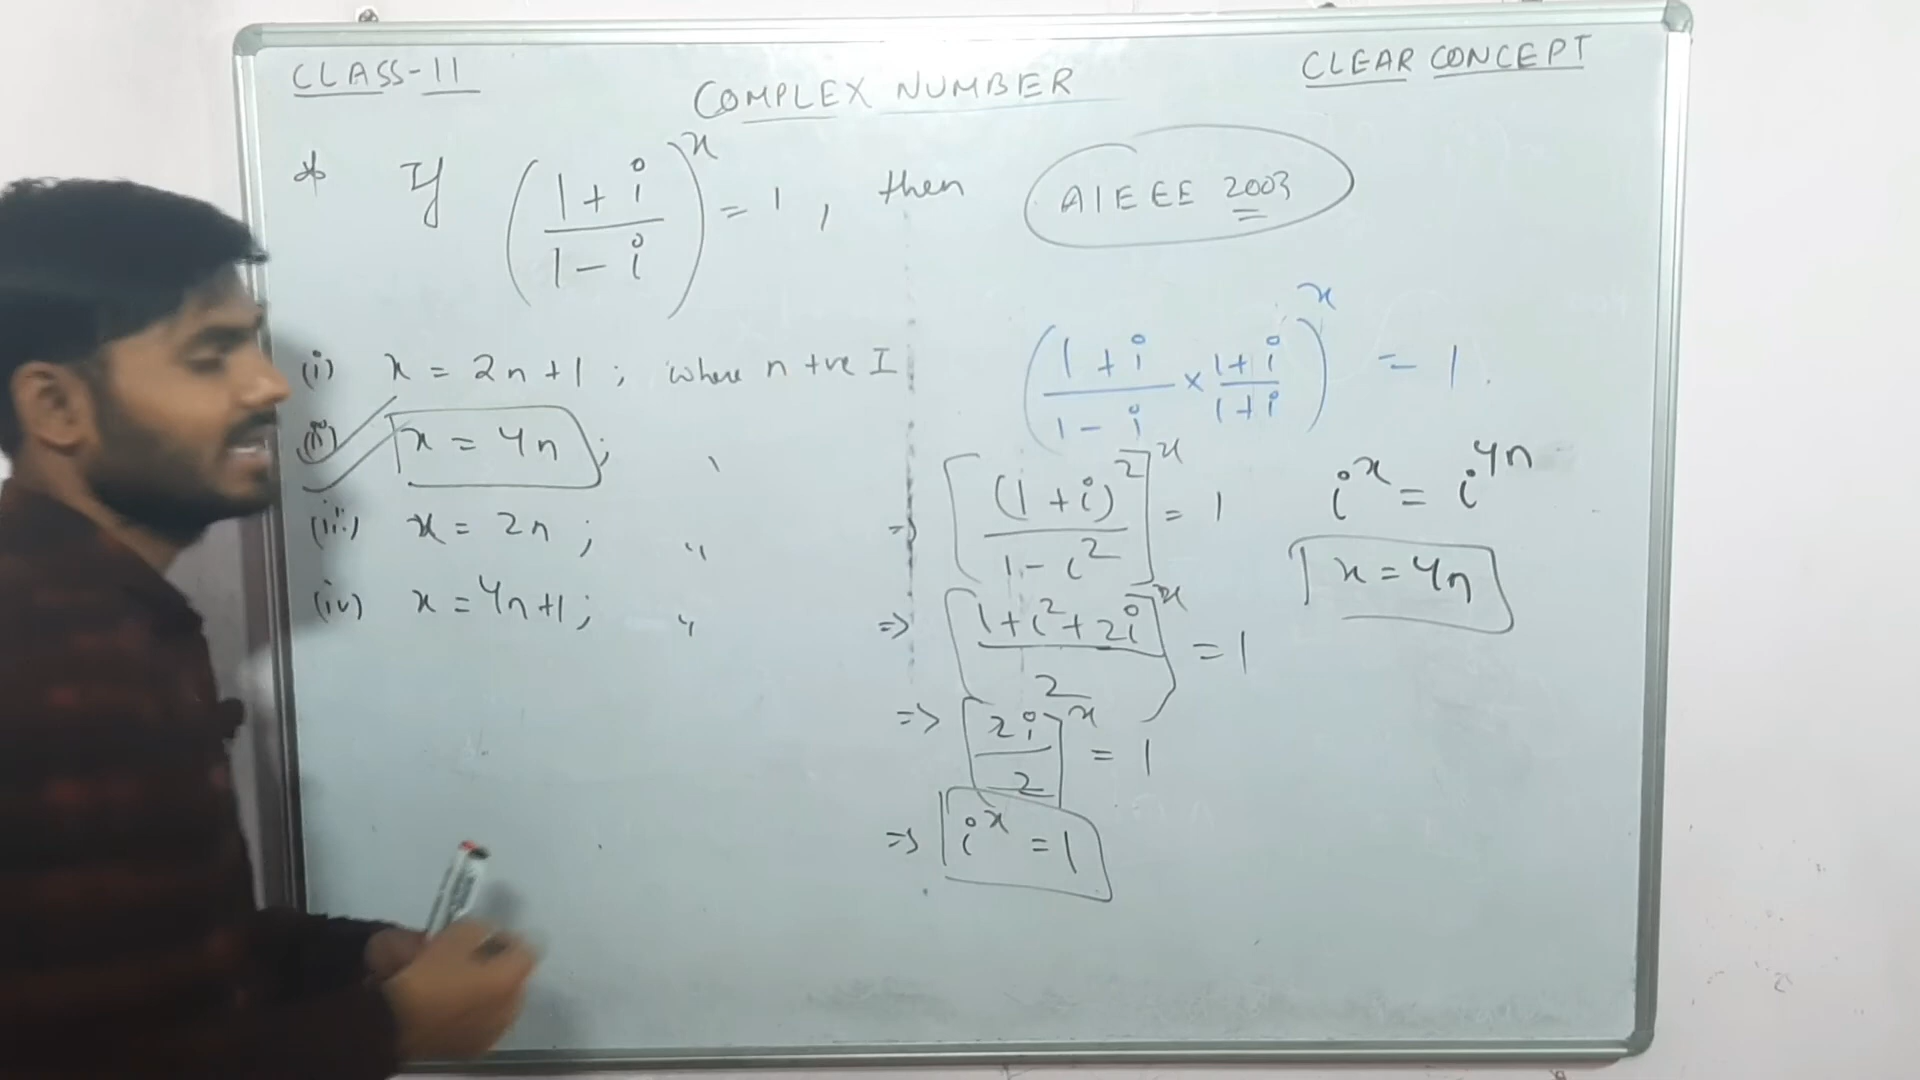 CLASS-11
COMPLEX NUMBER
CLEAR CONCEPT
* If ((1+i)/(1-i))^x = 1, then
AIEEE 2003
(i) x = 2n+1; where n +ve I
(ii) x = 4n; "
(iii) x = 2n; "
(iv) x = 4n+1; "
((1+i)/(1-i) × (1+i)/(1+i))^x = 1.
=> [(1+i)^2/(1-i^2)]^x = 1
=> [(1+i^2+2i)/2]^x = 1
=> [2i/2]^x = 1
=> i^x = 1
i^x = i^4n
x = 4n